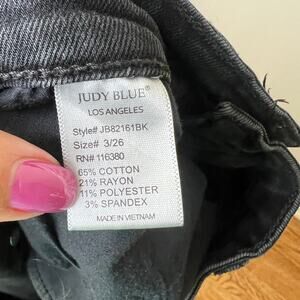 JUDY BLUE®
LOS ANGELES
Style# JB82161BK
Size# 3/26
RN# 116380
65% COTTON
21% RAYON
11% POLYESTER
3% SPANDEX
MADE IN VIETNAM